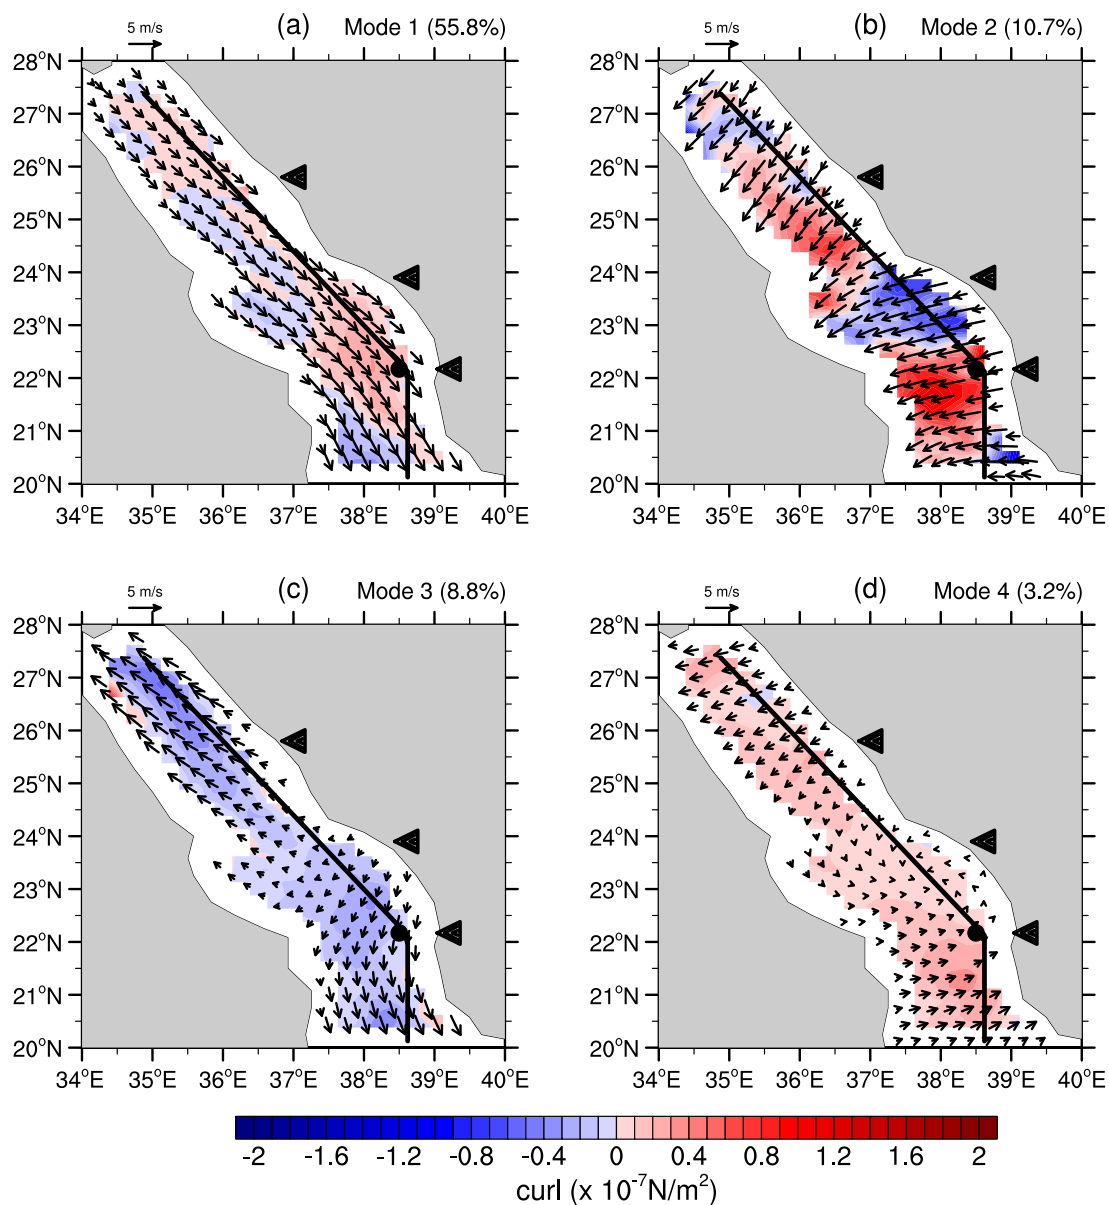 5 m/s (a) Mode 1 (55.8%)
28°N
27°N
26°N
25°N
24°N
23°N
22°N
21°N
20°N
34°E 35°E 36°E 37°E 38°E 39°E 40°E
5 m/s (b) Mode 2 (10.7%)
28°N
27°N
26°N
25°N
24°N
23°N
22°N
21°N
20°N
34°E 35°E 36°E 37°E 38°E 39°E 40°E
5 m/s (c) Mode 3 (8.8%)
28°N
27°N
26°N
25°N
24°N
23°N
22°N
21°N
20°N
34°E 35°E 36°E 37°E 38°E 39°E 40°E
5 m/s (d) Mode 4 (3.2%)
28°N
27°N
26°N
25°N
24°N
23°N
22°N
21°N
20°N
34°E 35°E 36°E 37°E 38°E 39°E 40°E
-2 -1.6 -1.2 -0.8 -0.4 0 0.4 0.8 1.2 1.6 2
curl (x 10⁻⁷N/m²)